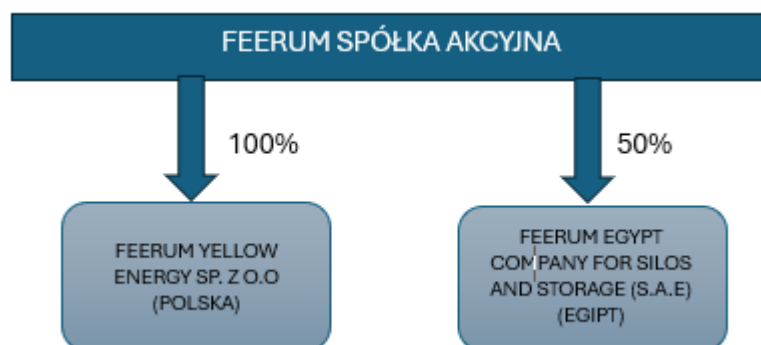 FEERUM SPÓŁKA AKCYJNA
100%
50%
FEERUM YELLOW
ENERGY SP. Z O.O
(POLSKA)
FEERUM EGYPT
COMPANY FOR SILOS
AND STORAGE (S.A.E)
(EGIPT)